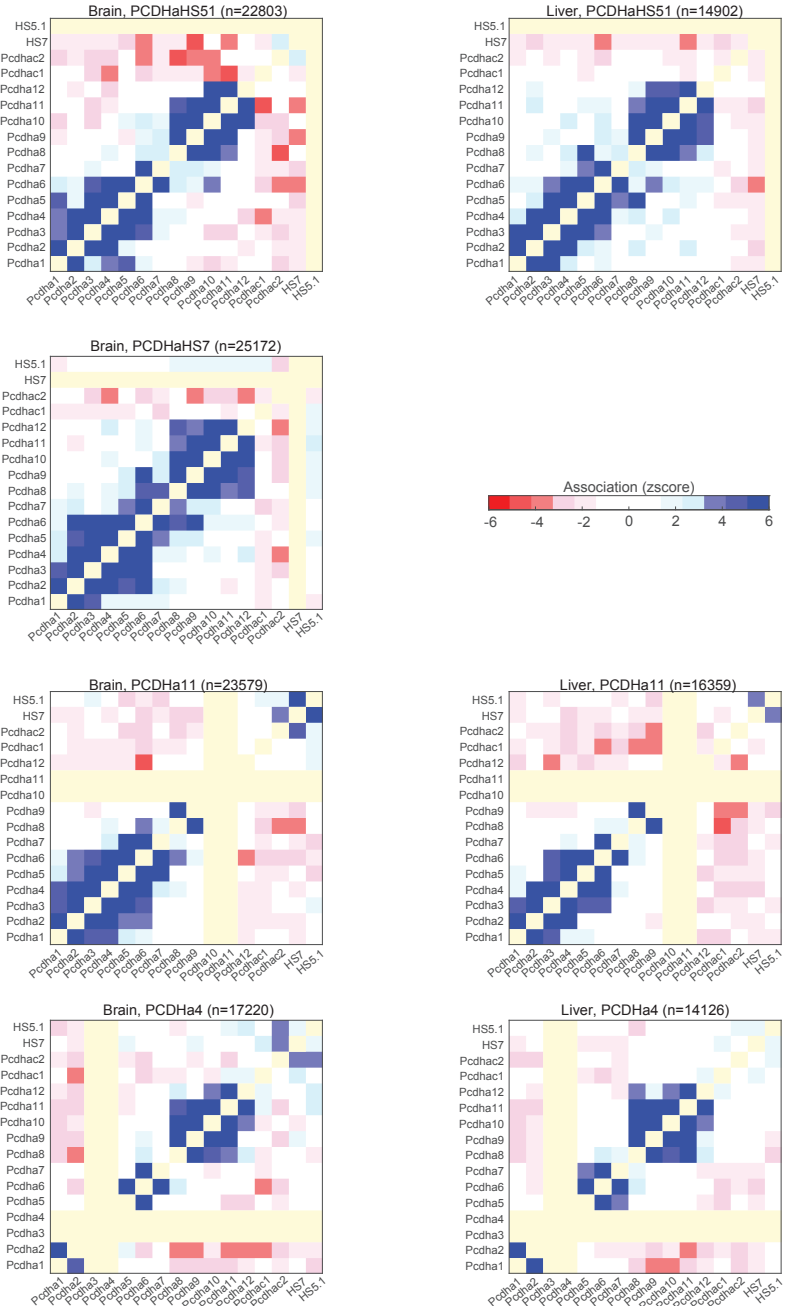 Brain, PCDHaHS51 (n=22803)
HS5.1
HS7
Pcdhac2
Pcdhac1
Pcdha12
Pcdha11
Pcdha10
Pcdha9
Pcdha8
Pcdha7
Pcdha6
Pcdha5
Pcdha4
Pcdha3
Pcdha2
Pcdha1
Pcdha1 Pcdha2 Pcdha3 Pcdha4 Pcdha5 Pcdha6 Pcdha7 Pcdha8 Pcdha9 Pcdha10 Pcdha11 Pcdha12 Pcdhac1 Pcdhac2 HS7 HS5.1
Liver, PCDHaHS51 (n=14902)
HS5.1
HS7
Pcdhac2
Pcdhac1
Pcdha12
Pcdha11
Pcdha10
Pcdha9
Pcdha8
Pcdha7
Pcdha6
Pcdha5
Pcdha4
Pcdha3
Pcdha2
Pcdha1
Pcdha1 Pcdha2 Pcdha3 Pcdha4 Pcdha5 Pcdha6 Pcdha7 Pcdha8 Pcdha9 Pcdha10 Pcdha11 Pcdha12 Pcdhac1 Pcdhac2 HS7 HS5.1
Brain, PCDHaHS7 (n=25172)
HS5.1
HS7
Pcdhac2
Pcdhac1
Pcdha12
Pcdha11
Pcdha10
Pcdha9
Pcdha8
Pcdha7
Pcdha6
Pcdha5
Pcdha4
Pcdha3
Pcdha2
Pcdha1
Pcdha1 Pcdha2 Pcdha3 Pcdha4 Pcdha5 Pcdha6 Pcdha7 Pcdha8 Pcdha9 Pcdha10 Pcdha11 Pcdha12 Pcdhac1 Pcdhac2 HS7 HS5.1
Association (zscore)
-6 -4 -2 0 2 4 6
Brain, PCDHa11 (n=23579)
HS5.1
HS7
Pcdhac2
Pcdhac1
Pcdha12
Pcdha11
Pcdha10
Pcdha9
Pcdha8
Pcdha7
Pcdha6
Pcdha5
Pcdha4
Pcdha3
Pcdha2
Pcdha1
Pcdha1 Pcdha2 Pcdha3 Pcdha4 Pcdha5 Pcdha6 Pcdha7 Pcdha8 Pcdha9 Pcdha10 Pcdha11 Pcdha12 Pcdhac1 Pcdhac2 HS7 HS5.1
Liver, PCDHa11 (n=16359)
HS5.1
HS7
Pcdhac2
Pcdhac1
Pcdha12
Pcdha11
Pcdha10
Pcdha9
Pcdha8
Pcdha7
Pcdha6
Pcdha5
Pcdha4
Pcdha3
Pcdha2
Pcdha1
Pcdha1 Pcdha2 Pcdha3 Pcdha4 Pcdha5 Pcdha6 Pcdha7 Pcdha8 Pcdha9 Pcdha10 Pcdha11 Pcdha12 Pcdhac1 Pcdhac2 HS7 HS5.1
Brain, PCDHa4 (n=17220)
HS5.1
HS7
Pcdhac2
Pcdhac1
Pcdha12
Pcdha11
Pcdha10
Pcdha9
Pcdha8
Pcdha7
Pcdha6
Pcdha5
Pcdha4
Pcdha3
Pcdha2
Pcdha1
Pcdha1 Pcdha2 Pcdha3 Pcdha4 Pcdha5 Pcdha6 Pcdha7 Pcdha8 Pcdha9 Pcdha10 Pcdha11 Pcdha12 Pcdhac1 Pcdhac2 HS7 HS5.1
Liver, PCDHa4 (n=14126)
HS5.1
HS7
Pcdhac2
Pcdhac1
Pcdha12
Pcdha11
Pcdha10
Pcdha9
Pcdha8
Pcdha7
Pcdha6
Pcdha5
Pcdha4
Pcdha3
Pcdha2
Pcdha1
Pcdha1 Pcdha2 Pcdha3 Pcdha4 Pcdha5 Pcdha6 Pcdha7 Pcdha8 Pcdha9 Pcdha10 Pcdha11 Pcdha12 Pcdhac1 Pcdhac2 HS7 HS5.1